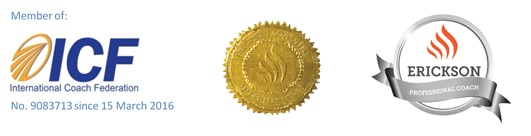 Member of:
ICF
International Coach Federation
No. 9083713 since 15 March 2016
ERICKSON
PROFESSIONAL COACH